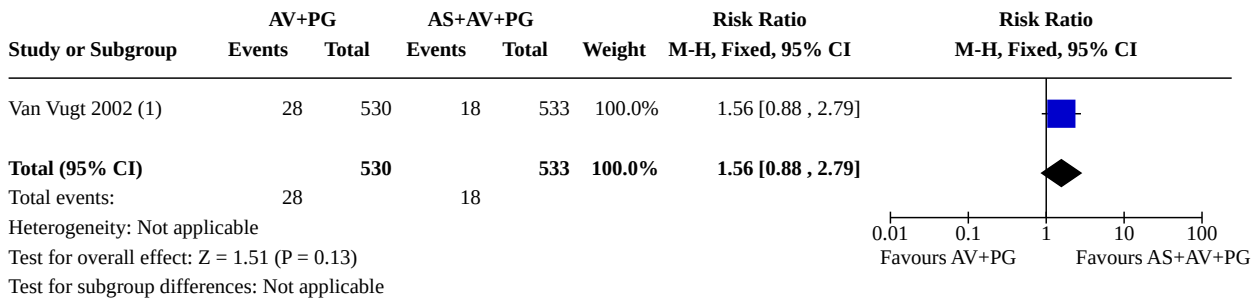 AV+PG AS+AV+PG Risk Ratio Risk Ratio
Study or Subgroup Events Total Events Total Weight M-H, Fixed, 95% CI M-H, Fixed, 95% CI
Van Vugt 2002 (1) 28 530 18 533 100.0% 1.56 [0.88 , 2.79]
Total (95% CI) 530 533 100.0% 1.56 [0.88 , 2.79]
Total events: 28 18
Heterogeneity: Not applicable
0.01 0.1 1 10 100
Test for overall effect: Z = 1.51 (P = 0.13) Favours AV+PG Favours AS+AV+PG
Test for subgroup differences: Not applicable